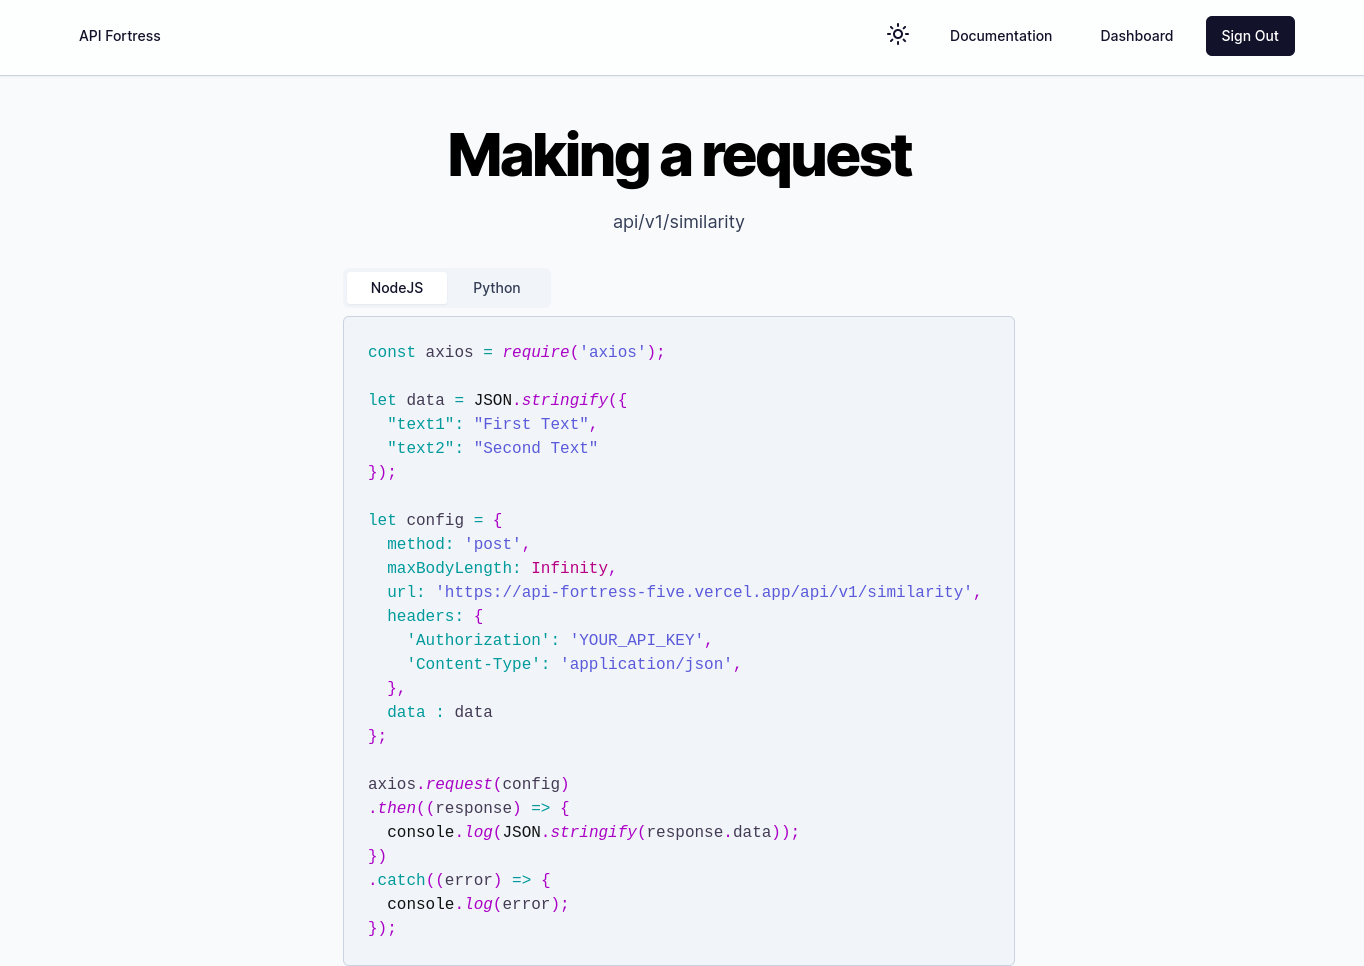 API Fortress
Documentation
Dashboard
Sign Out
Making a request
api/v1/similarity
NodeJS
Python
const axios = require('axios');
let data = JSON.stringify({
  "text1": "First Text",
  "text2": "Second Text"
});
let config = {
  method: 'post',
  maxBodyLength: Infinity,
  url: 'https://api-fortress-five.vercel.app/api/v1/similarity',
  headers: {
    'Authorization': 'YOUR_API_KEY',
    'Content-Type': 'application/json',
  },
  data : data
};
axios.request(config)
.then((response) => {
  console.log(JSON.stringify(response.data));
})
.catch((error) => {
  console.log(error);
});